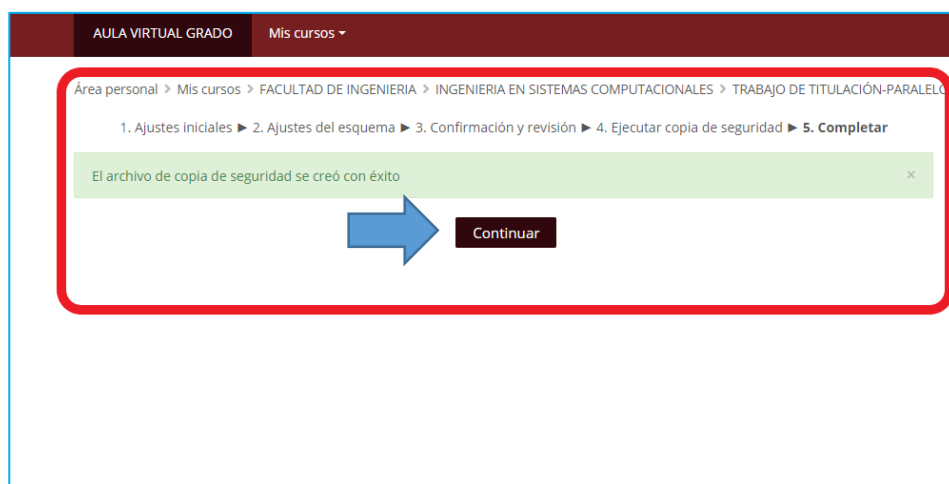 AULA VIRTUAL GRADO Mis cursos
Área personal > Mis cursos > FACULTAD DE INGENIERIA > INGENIERIA EN SISTEMAS COMPUTACIONALES > TRABAJO DE TITULACIÓN-PARALELO
1. Ajustes iniciales ► 2. Ajustes del esquema ► 3. Confirmación y revisión ► 4. Ejecutar copia de seguridad ► 5. Completar
El archivo de copia de seguridad se creó con éxito ×
Continuar